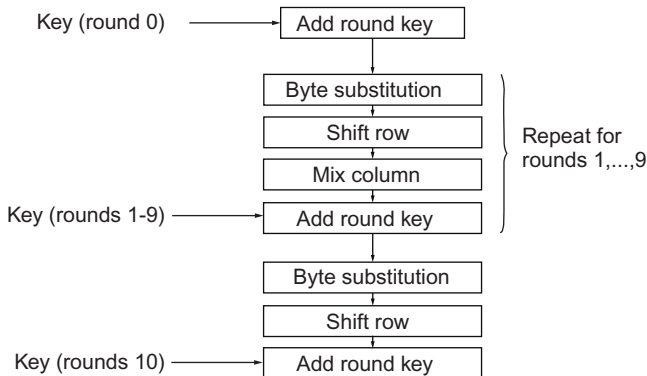 Key (round 0)
Add round key
Byte substitution
Shift row
Mix column
Repeat for
rounds 1,...,9
Key (rounds 1-9)
Add round key
Byte substitution
Shift row
Key (rounds 10)
Add round key